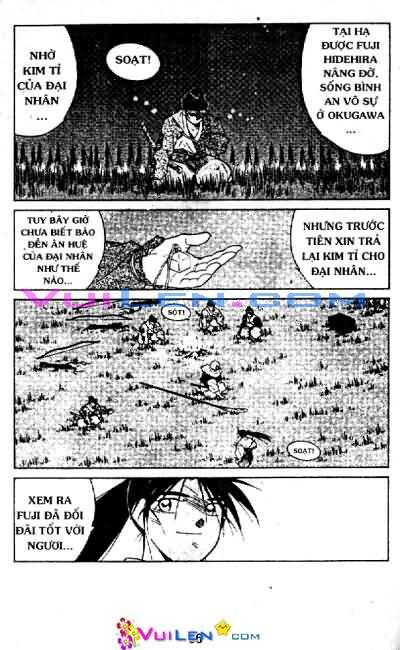 TẠI HẠ
ĐƯỢC FUJI
HIDEHIRA
NÂNG ĐỠ,
SỐNG BÌNH
AN VÔ SỰ
Ở OKUGAWA
...
SOẠT!
NHỜ
KIM TỈ
CỦA ĐẠI
NHÂN
...
NHƯNG TRƯỚC
TIÊN XIN TRẢ
LẠI KIM TỈ CHO
ĐẠI NHÂN...
TUY BÂY GIỜ
CHƯA BIẾT BÁO
ĐỀN ÂN HUỆ
CỦA ĐẠI NHÂN
NHƯ THẾ
NÀO...
VUILEN.COM
SỘT!
SOẠT!
XEM RA
FUJI ĐÃ ĐỐI
ĐÃI TỐT VỚI
NGƯƠI...
VUILEN
.COM